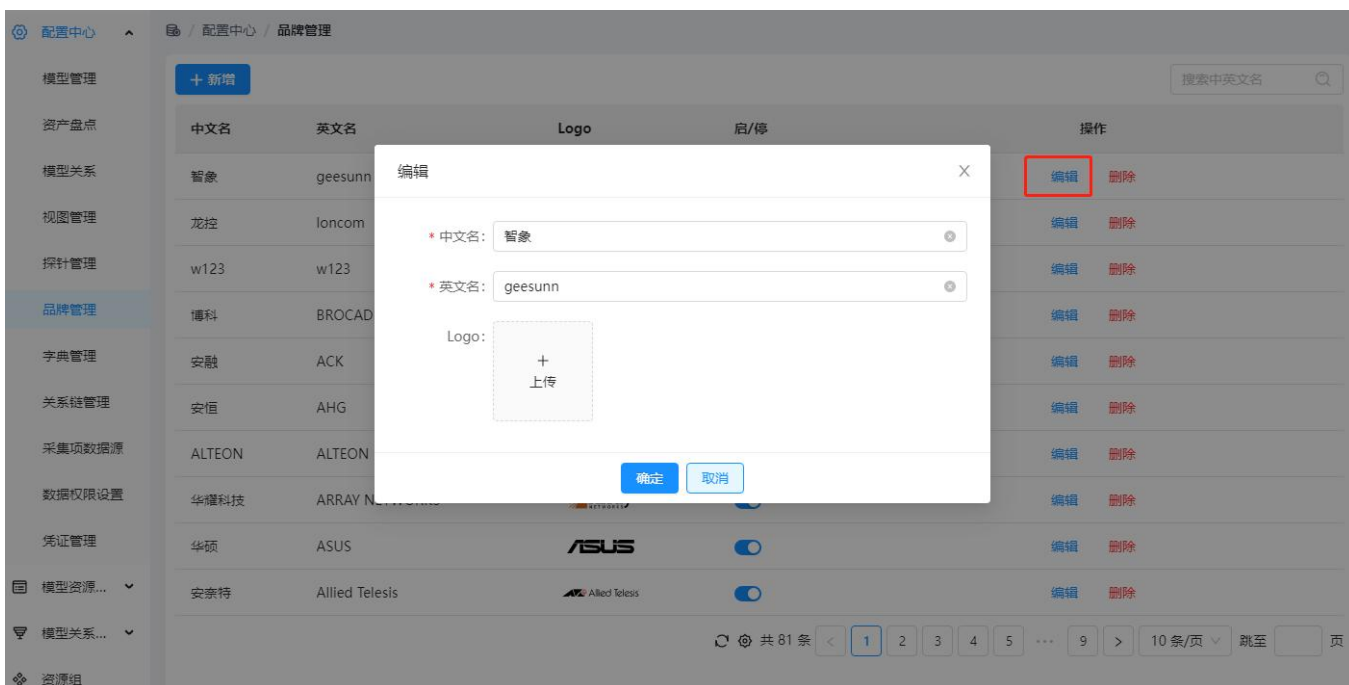 配置中心
模型管理
资产盘点
模型关系
视图管理
探针管理
品牌管理
字典管理
关系链管理
采集项数据源
数据权限设置
凭证管理
模型资源...
模型关系...
资源组
/ 配置中心 / 品牌管理
+ 新增
搜索中英文名
中文名 英文名 Logo 启/停 操作
智象 geesunn 编辑 删除
龙控 loncom 编辑 删除
w123 w123 编辑 删除
博科 BROCAD 编辑 删除
安融 ACK 编辑 删除
安恒 AHG 编辑 删除
ALTEON ALTEON 编辑 删除
华耀科技 ARRAY NETWORKS 编辑 删除
华硕 ASUS ASUS 编辑 删除
安奈特 Allied Telesis Allied Telesis 编辑 删除
共 81 条 < 1 2 3 4 5 ... 9 > 10 条/页 跳至 页
编辑 X
* 中文名: 智象
* 英文名: geesunn
Logo:
+
上传
确定 取消